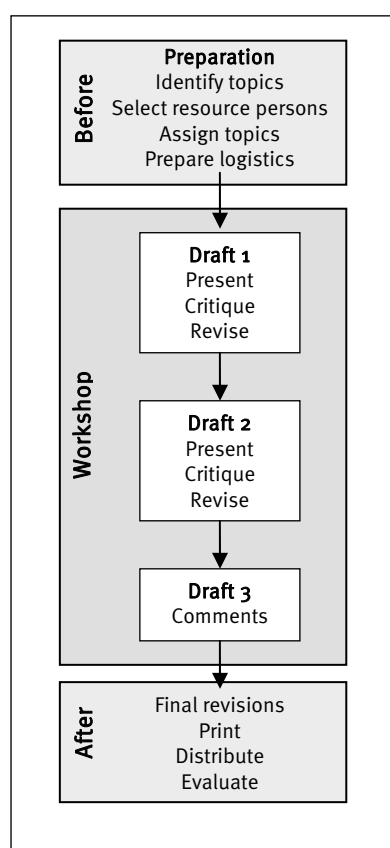 Before
Preparation
Identify topics
Select resource persons
Assign topics
Prepare logistics
Workshop
Draft 1
Present
Critique
Revise
Draft 2
Present
Critique
Revise
Draft 3
Comments
After
Final revisions
Print
Distribute
Evaluate